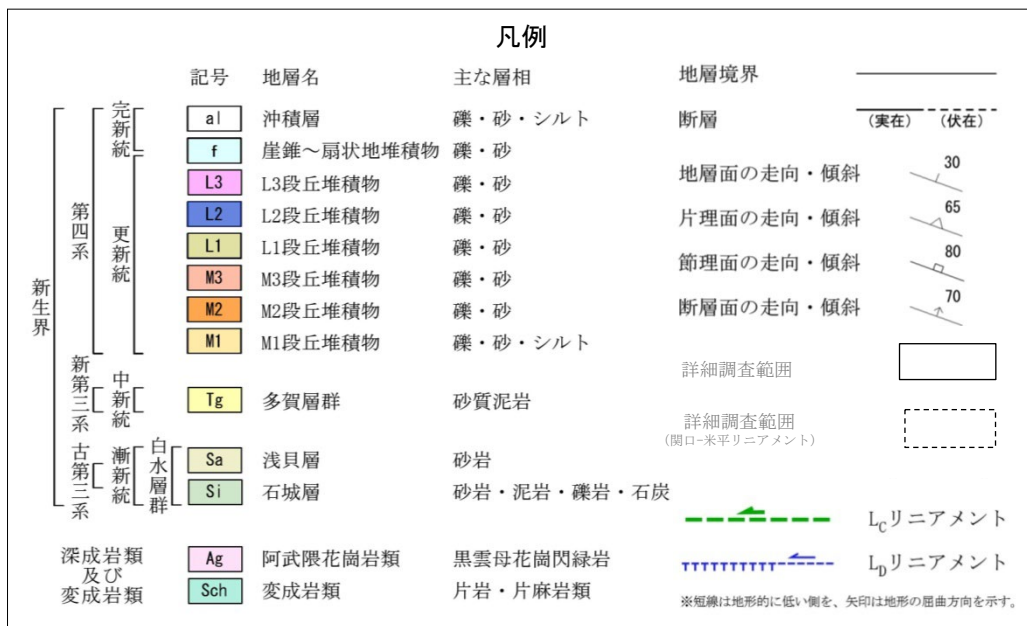 凡例
記号 地層名 主な層相
新生界
第四系
完新統
更新統
al 沖積層 礫・砂・シルト
f 崖錐～扇状地堆積物 礫・砂
L3 L3段丘堆積物 礫・砂
L2 L2段丘堆積物 礫・砂
L1 L1段丘堆積物 礫・砂
M3 M3段丘堆積物 礫・砂
M2 M2段丘堆積物 礫・砂
M1 M1段丘堆積物 礫・砂・シルト
新第三系
中新統
Tg 多賀層群 砂質泥岩
古第三系
漸新統
白水層群
Sa 浅貝層 砂岩
Si 石城層 砂岩・泥岩・礫岩・石炭
深成岩類
及び
変成岩類
Ag 阿武隈花崗岩類 黒雲母花崗閃緑岩
Sch 変成岩類 片岩・片麻岩類
地層境界
断層 (実在) (伏在)
地層面の走向・傾斜 30
片理面の走向・傾斜 65
節理面の走向・傾斜 80
断層面の走向・傾斜 70
詳細調査範囲
詳細調査範囲
(関口-米平リニアメント)
LCリニアメント
LDリニアメント
※短線は地形的に低い側を、矢印は地形の屈曲方向を示す。